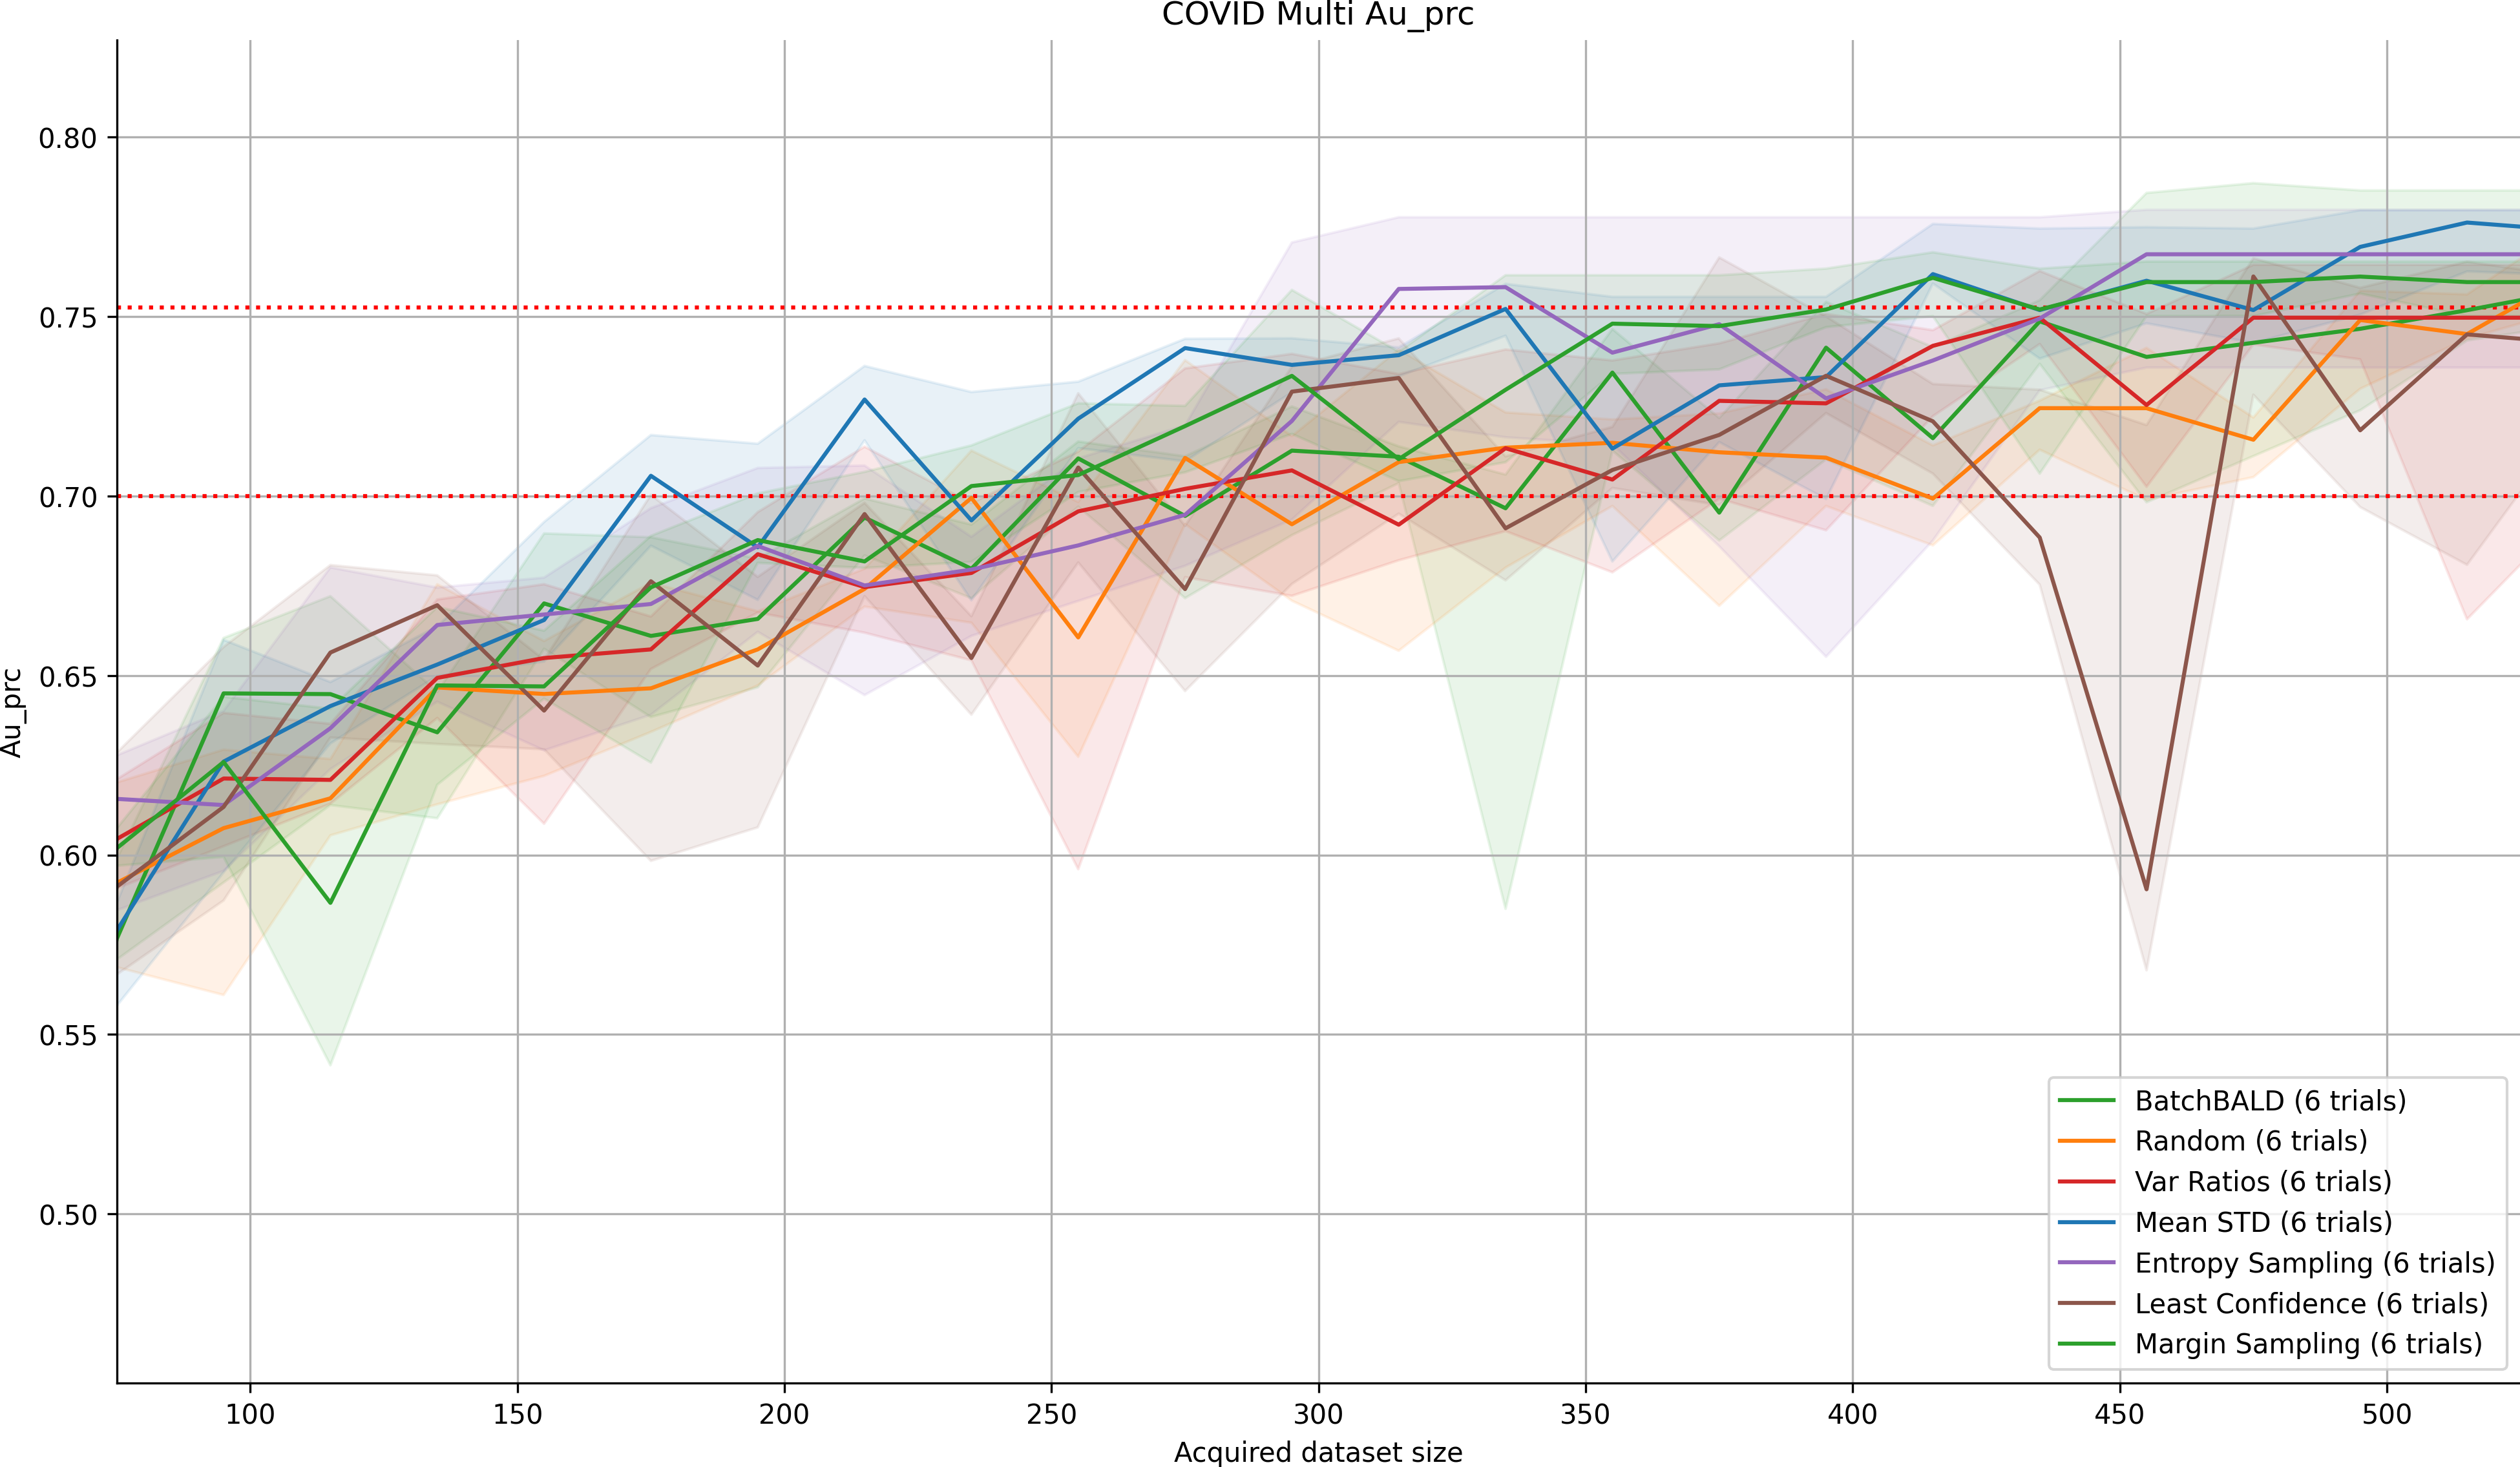 COVID Multi Au_prc
0.80
0.75
0.70
0.65
0.60
0.55
0.50
Au_prc
BatchBALD (6 trials)
Random (6 trials)
Var Ratios (6 trials)
Mean STD (6 trials)
Entropy Sampling (6 trials)
Least Confidence (6 trials)
Margin Sampling (6 trials)
100 150 200 250 300 350 400 450 500
Acquired dataset size